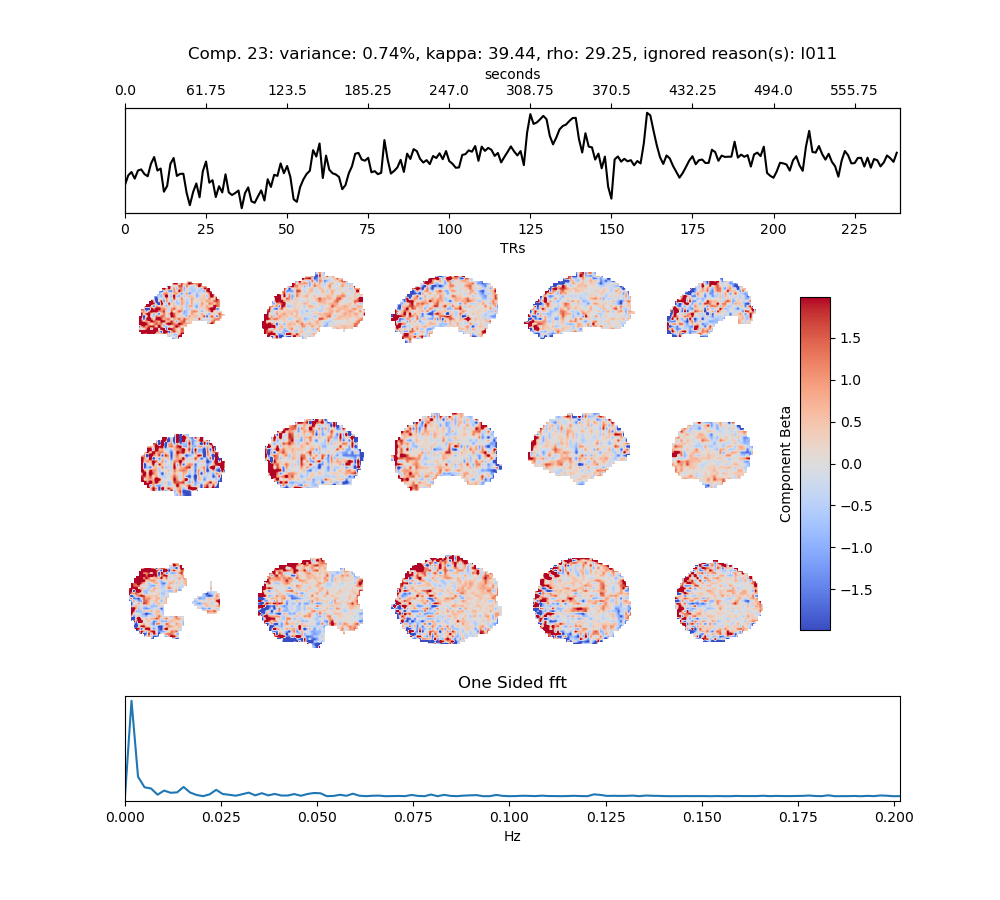 Comp. 23: variance: 0.74%, kappa: 39.44, rho: 29.25, ignored reason(s): I011
seconds
0.0 61.75 123.5 185.25 247.0 308.75 370.5 432.25 494.0 555.75
0 25 50 75 100 125 150 175 200 225
TRs
1.5
1.0
0.5
0.0
−0.5
−1.0
−1.5
Component Beta
One Sided fft
0.000 0.025 0.050 0.075 0.100 0.125 0.150 0.175 0.200
Hz